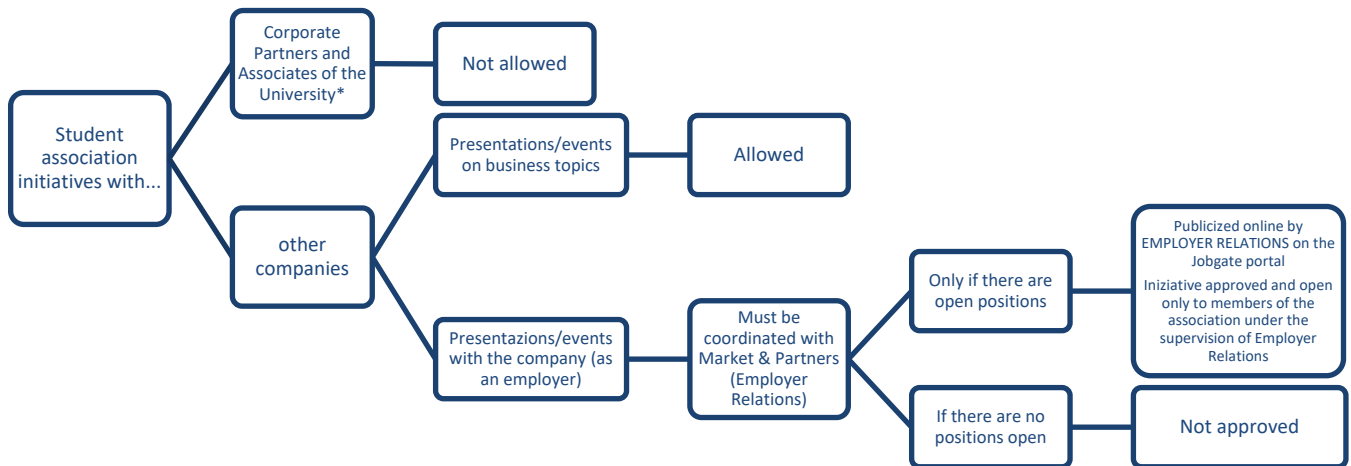 Student
association
initiatives with...
Corporate
Partners and
Associates of the
University*
Not allowed
other
companies
Presentations/events
on business topics
Allowed
Presentazions/events
with the company (as
an employer)
Must be
coordinated with
Market & Partners
(Employer
Relations)
Only if there are
open positions
Publicized online by
EMPLOYER RELATIONS on the
Jobgate portal
Iniziative approved and open
only to members of the
association under the
supervision of Employer
Relations
If there are no
positions open
Not approved